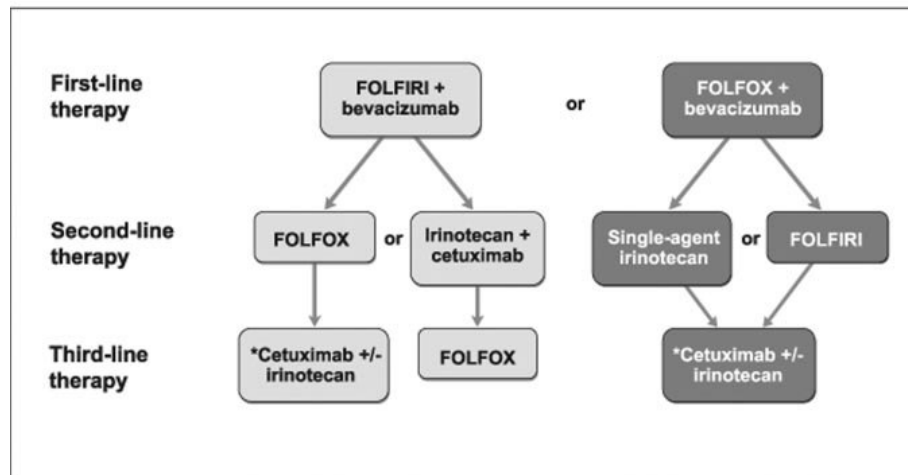 First-line
therapy
FOLFIRI +
bevacizumab
or
FOLFOX +
bevacizumab
Second-line
therapy
FOLFOX
or
Irinotecan +
cetuximab
Single-agent
irinotecan
or
FOLFIRI
Third-line
therapy
*Cetuximab +/-
irinotecan
FOLFOX
*Cetuximab +/-
irinotecan